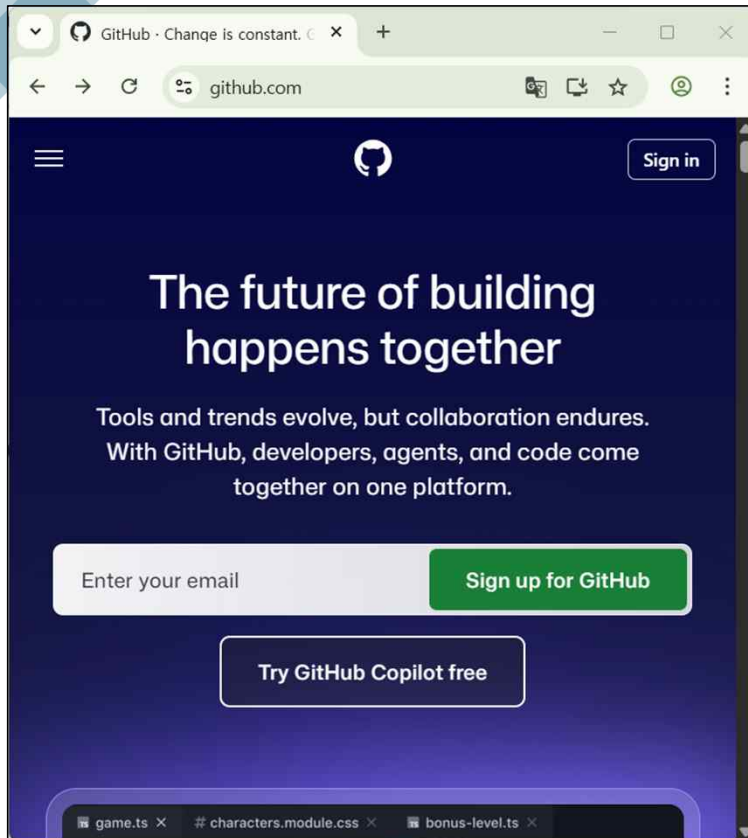 GitHub · Change is constant.
github.com
Sign in
The future of building
happens together
Tools and trends evolve, but collaboration endures.
With GitHub, developers, agents, and code come
together on one platform.
Enter your email
Sign up for GitHub
Try GitHub Copilot free
TS game.ts
# characters.module.css
TS bonus-level.ts